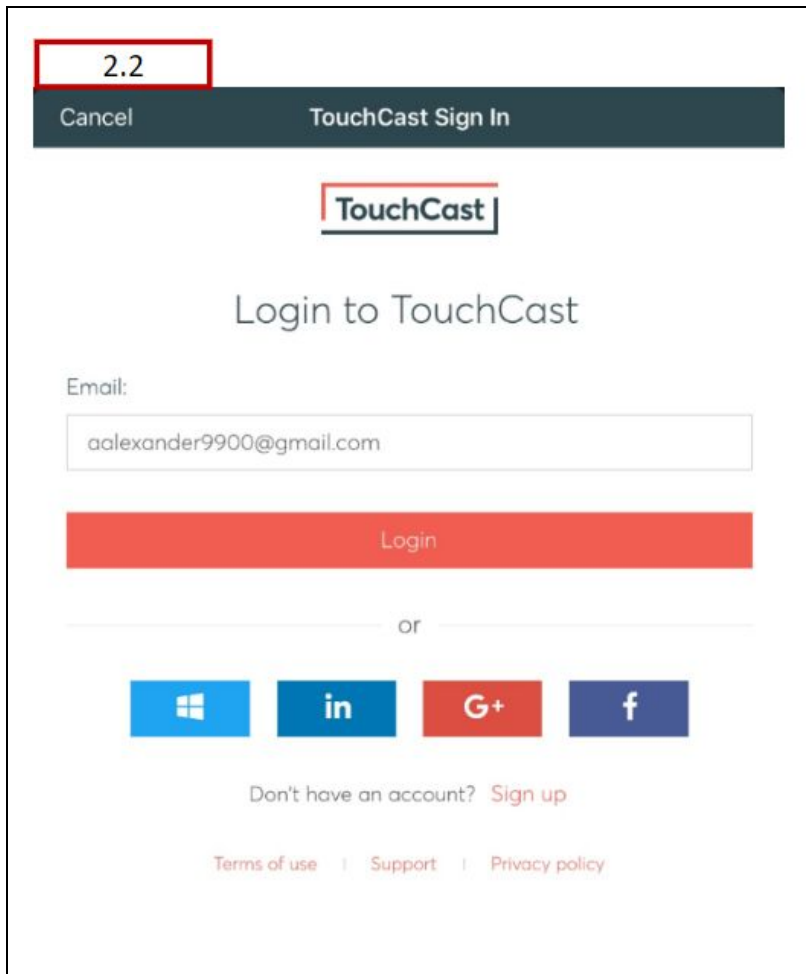 2.2
Cancel TouchCast Sign In
TouchCast
Login to TouchCast
Email:
aalexander9900@gmail.com
Login
or
in G+ f
Don't have an account? Sign up
Terms of use | Support | Privacy policy